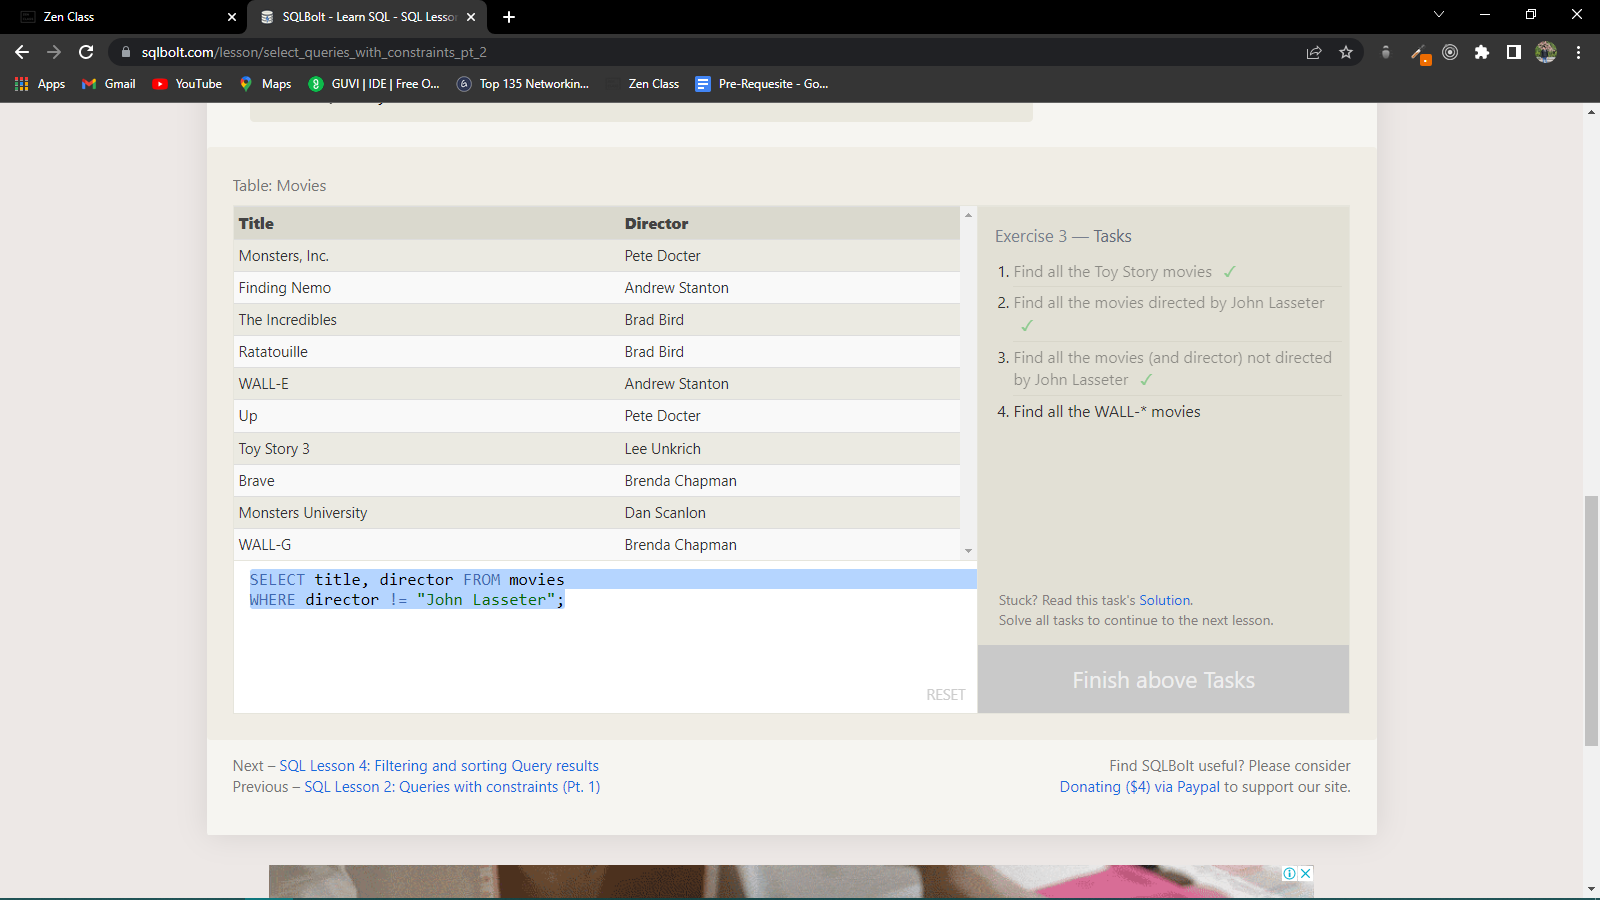 Zen Class
SQLBolt - Learn SQL - SQL Lesson
sqlbolt.com/lesson/select_queries_with_constraints_pt_2
Apps
Gmail
YouTube
Maps
GUVI | IDE | Free O...
Top 135 Networkin...
Zen Class
Pre-Requesite - Go...
Table: Movies
Title Director
Monsters, Inc. Pete Docter
Finding Nemo Andrew Stanton
The Incredibles Brad Bird
Ratatouille Brad Bird
WALL-E Andrew Stanton
Up Pete Docter
Toy Story 3 Lee Unkrich
Brave Brenda Chapman
Monsters University Dan Scanlon
WALL-G Brenda Chapman
SELECT title, director FROM movies
WHERE director != "John Lasseter";
RESET
Exercise 3 — Tasks
1. Find all the Toy Story movies ✓
2. Find all the movies directed by John Lasseter
✓
3. Find all the movies (and director) not directed
by John Lasseter ✓
4. Find all the WALL-* movies
Stuck? Read this task's Solution.
Solve all tasks to continue to the next lesson.
Finish above Tasks
Next – SQL Lesson 4: Filtering and sorting Query results
Previous – SQL Lesson 2: Queries with constraints (Pt. 1)
Find SQLBolt useful? Please consider
Donating ($4) via Paypal to support our site.